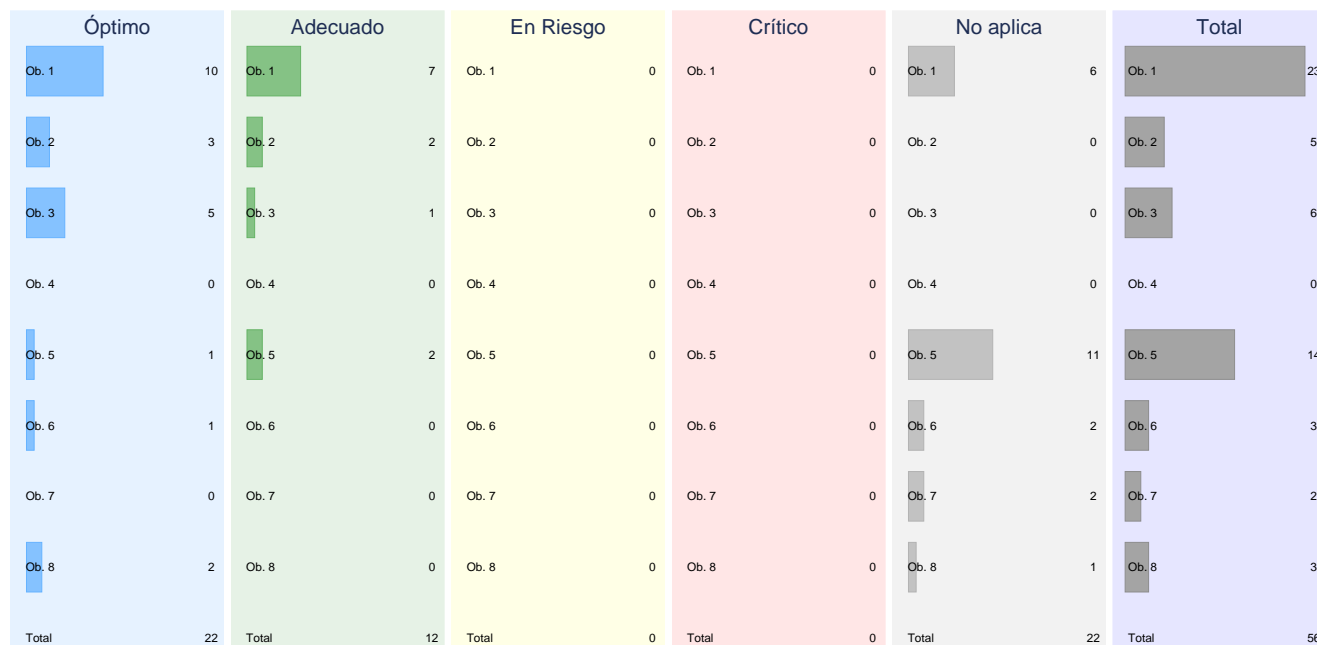 Óptimo Adecuado En Riesgo Crítico No aplica Total
Ob. 1 10 Ob. 1 7 Ob. 1 0 Ob. 1 0 Ob. 1 6 Ob. 1 23
Ob. 2 3 Ob. 2 2 Ob. 2 0 Ob. 2 0 Ob. 2 0 Ob. 2 5
Ob. 3 5 Ob. 3 1 Ob. 3 0 Ob. 3 0 Ob. 3 0 Ob. 3 6
Ob. 4 0 Ob. 4 0 Ob. 4 0 Ob. 4 0 Ob. 4 0 Ob. 4 0
Ob. 5 1 Ob. 5 2 Ob. 5 0 Ob. 5 0 Ob. 5 11 Ob. 5 14
Ob. 6 1 Ob. 6 0 Ob. 6 0 Ob. 6 0 Ob. 6 2 Ob. 6 3
Ob. 7 0 Ob. 7 0 Ob. 7 0 Ob. 7 0 Ob. 7 2 Ob. 7 2
Ob. 8 2 Ob. 8 0 Ob. 8 0 Ob. 8 0 Ob. 8 1 Ob. 8 3
Total 22 Total 12 Total 0 Total 0 Total 22 Total 56